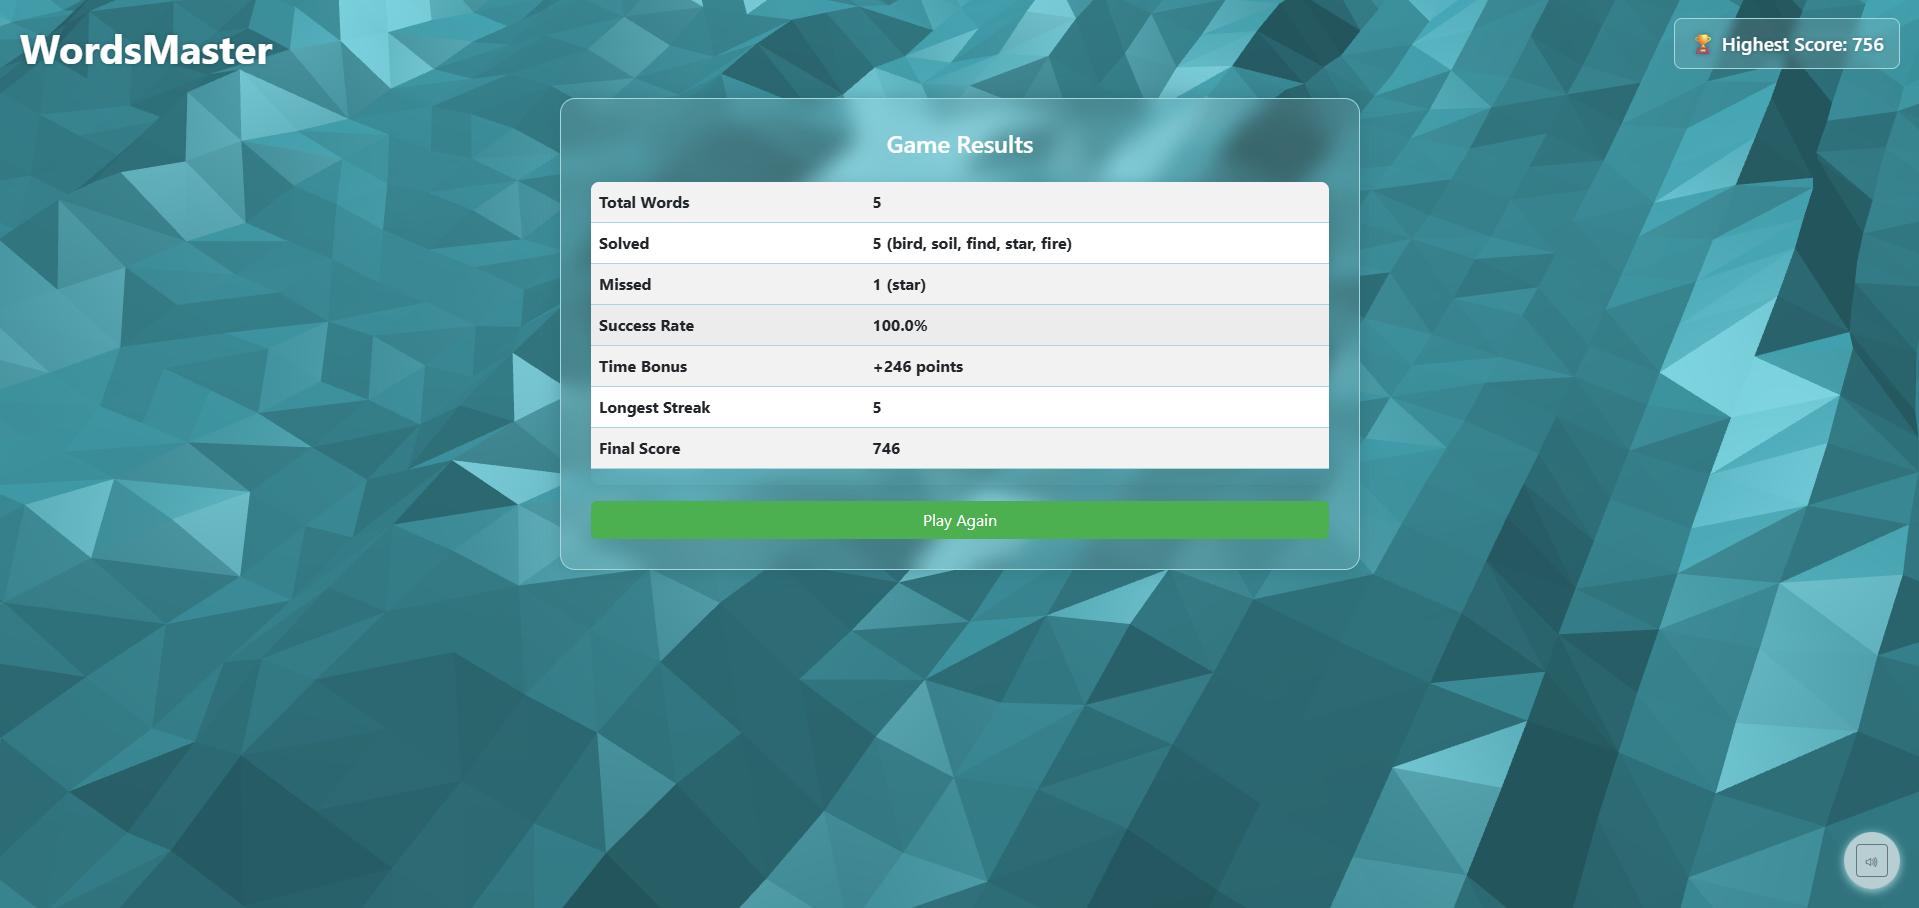 WordsMaster
🏆 Highest Score: 756
Game Results
Total Words 5
Solved 5 (bird, soil, find, star, fire)
Missed 1 (star)
Success Rate 100.0%
Time Bonus +246 points
Longest Streak 5
Final Score 746
Play Again